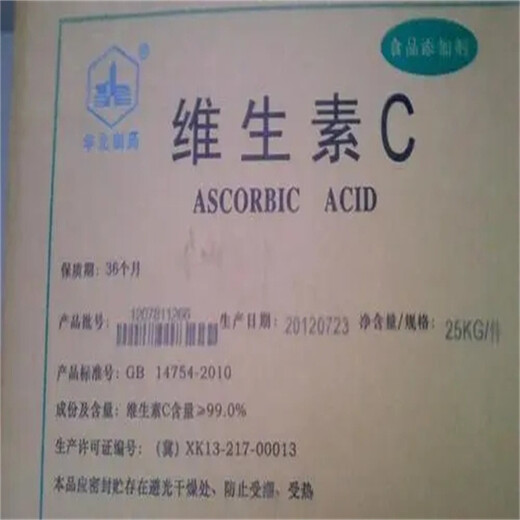 食品添加剂
华北制药
维生素C
ASCORBIC ACID
保质期: 36个月
产品批号: 1207811266 生产日期: 20120723 净含量/规格: 25KG/件
产品标准号: GB 14754-2010
成份及含量: 维生素C含量≥99.0%
生产许可证编号: (冀) XK13-217-00013
本品应密封贮存在避光干燥处、防止受潮、受热